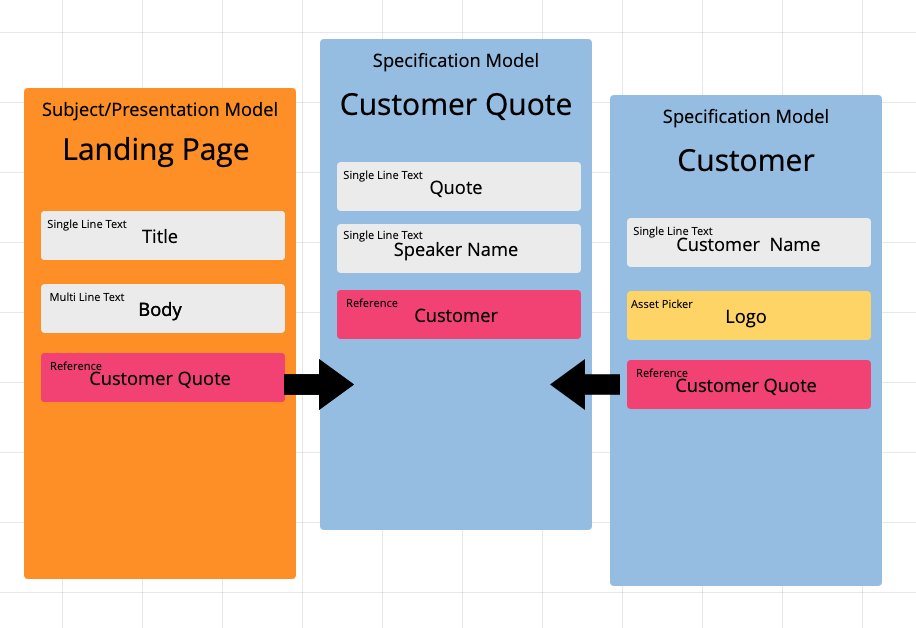 Subject/Presentation Model
Landing Page
Single Line Text
Title
Multi Line Text
Body
Reference
Customer Quote
Specification Model
Customer Quote
Single Line Text
Quote
Single Line Text
Speaker Name
Reference
Customer
Specification Model
Customer
Single Line Text
Customer  Name
Asset Picker
Logo
Reference
Customer Quote